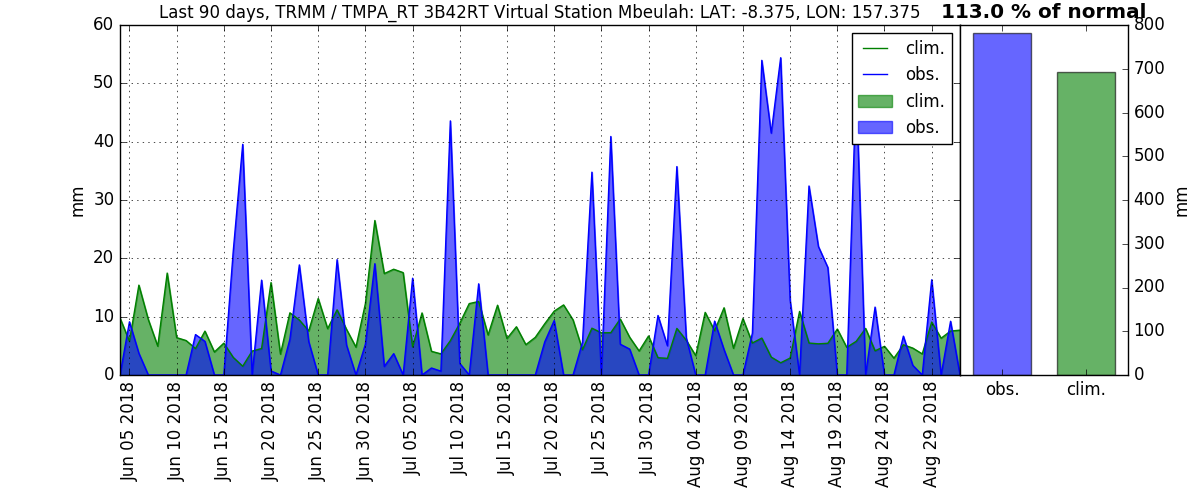 Last 90 days, TRMM / TMPA_RT 3B42RT Virtual Station Mbeulah: LAT: -8.375, LON: 157.375
113.0 % of normal
60
50
40
30
20
10
0
mm
clim.
obs.
clim.
obs.
800
700
600
500
400
300
200
100
0
mm
Jun 05 2018
Jun 10 2018
Jun 15 2018
Jun 20 2018
Jun 25 2018
Jun 30 2018
Jul 05 2018
Jul 10 2018
Jul 15 2018
Jul 20 2018
Jul 25 2018
Jul 30 2018
Aug 04 2018
Aug 09 2018
Aug 14 2018
Aug 19 2018
Aug 24 2018
Aug 29 2018
obs.
clim.